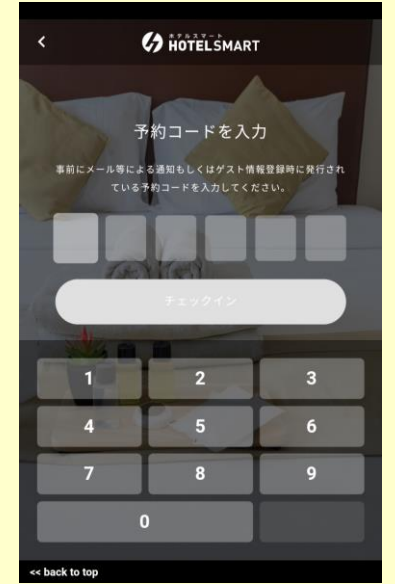 <
ホテルスマート
HOTELSMART
予約コードを入力
事前にメール等による通知もしくはゲスト情報登録時に発行され
ている予約コードを入力してください。
チェックイン
1 2 3
4 5 6
7 8 9
0
<< back to top